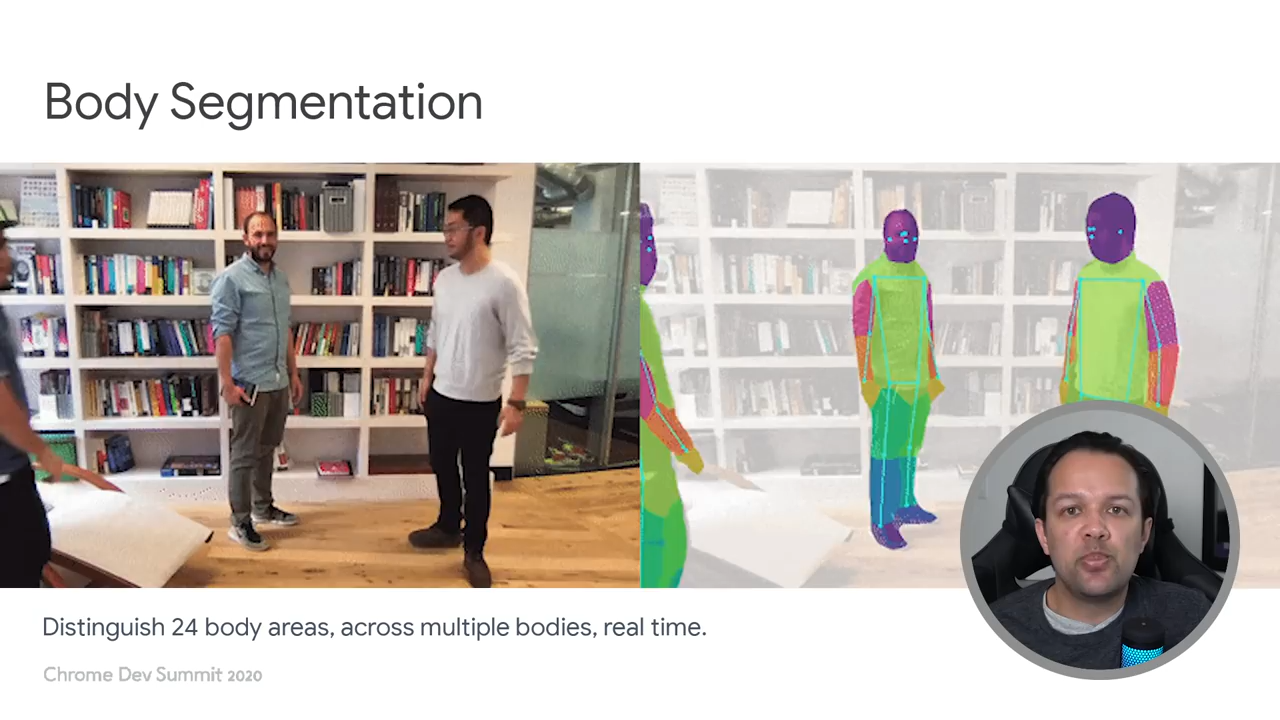 Body Segmentation
Distinguish 24 body areas, across multiple bodies, real time.
Chrome Dev Summit 2020